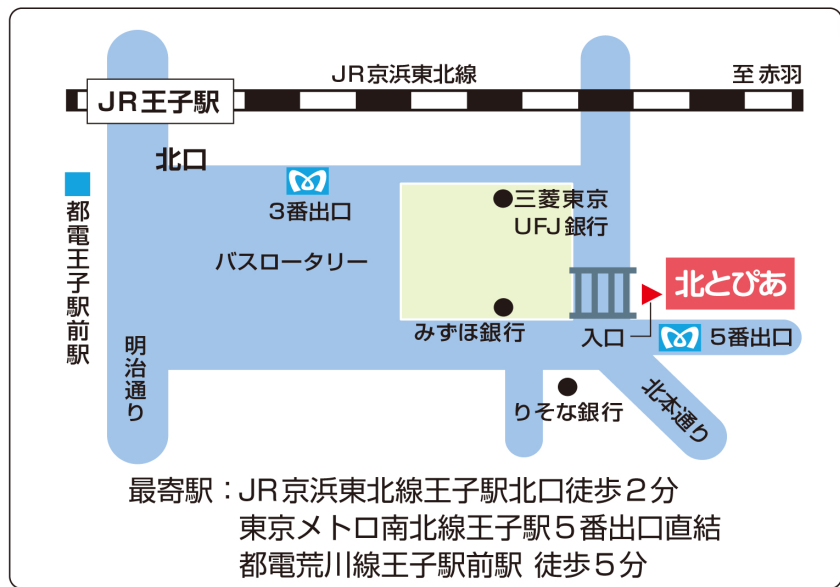 JR京浜東北線
至 赤羽
JR王子駅
北口
3番出口
都電王子駅前駅
バスロータリー
三菱東京
UFJ銀行
北とぴあ
みずほ銀行
入口
5番出口
明治通り
りそな銀行
北本通り
最寄駅：JR京浜東北線王子駅北口徒歩2分
東京メトロ南北線王子駅5番出口直結
都電荒川線王子駅前駅 徒歩5分